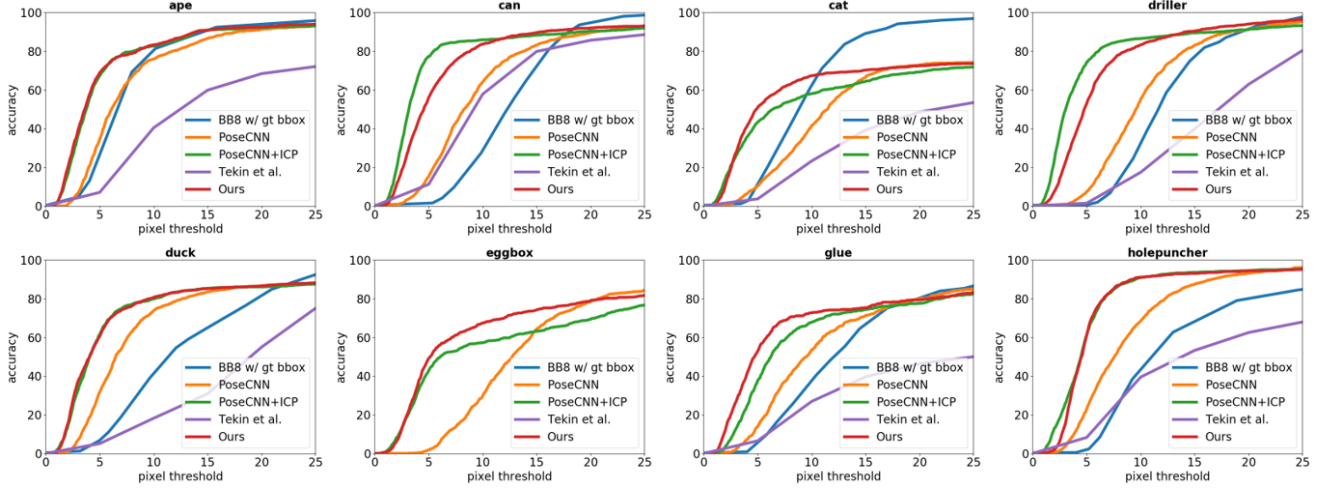 ape
accuracy
100
80
60
40
20
0
BB8 w/ gt bbox
PoseCNN
PoseCNN+ICP
Tekin et al.
Ours
0 5 10 15 20 25
pixel threshold
can
accuracy
100
80
60
40
20
0
BB8 w/ gt bbox
PoseCNN
PoseCNN+ICP
Tekin et al.
Ours
0 5 10 15 20 25
pixel threshold
cat
accuracy
100
80
60
40
20
0
BB8 w/ gt bbox
PoseCNN
PoseCNN+ICP
Tekin et al.
Ours
0 5 10 15 20 25
pixel threshold
driller
accuracy
100
80
60
40
20
0
BB8 w/ gt bbox
PoseCNN
PoseCNN+ICP
Tekin et al.
Ours
0 5 10 15 20 25
pixel threshold
duck
accuracy
100
80
60
40
20
0
BB8 w/ gt bbox
PoseCNN
PoseCNN+ICP
Tekin et al.
Ours
0 5 10 15 20 25
pixel threshold
eggbox
accuracy
100
80
60
40
20
0
BB8 w/ gt bbox
PoseCNN
PoseCNN+ICP
Tekin et al.
Ours
0 5 10 15 20 25
pixel threshold
glue
accuracy
100
80
60
40
20
0
BB8 w/ gt bbox
PoseCNN
PoseCNN+ICP
Tekin et al.
Ours
0 5 10 15 20 25
pixel threshold
holepuncher
accuracy
100
80
60
40
20
0
BB8 w/ gt bbox
PoseCNN
PoseCNN+ICP
Tekin et al.
Ours
0 5 10 15 20 25
pixel threshold